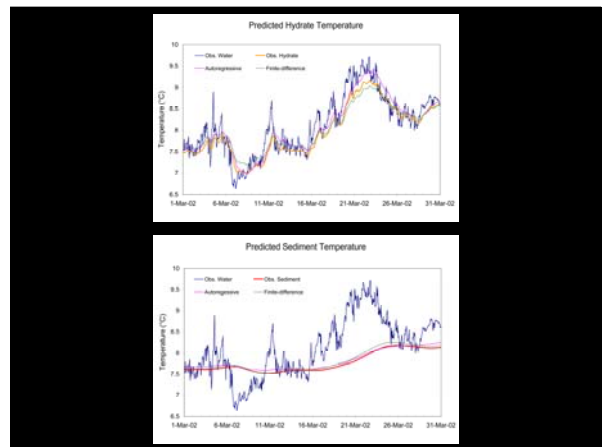 Predicted Hydrate Temperature
Temperature (°C)
10
9.5
9
8.5
8
7.5
7
6.5
Obs. Water
Obs. Hydrate
Autoregressive
Finite-difference
1-Mar-02 6-Mar-02 11-Mar-02 16-Mar-02 21-Mar-02 26-Mar-02 31-Mar-02
Predicted Sediment Temperature
Temperature (°C)
10
9.5
9
8.5
8
7.5
7
6.5
Obs. Water
Obs. Sediment
Autoregressive
Finite-difference
1-Mar-02 6-Mar-02 11-Mar-02 16-Mar-02 21-Mar-02 26-Mar-02 31-Mar-02